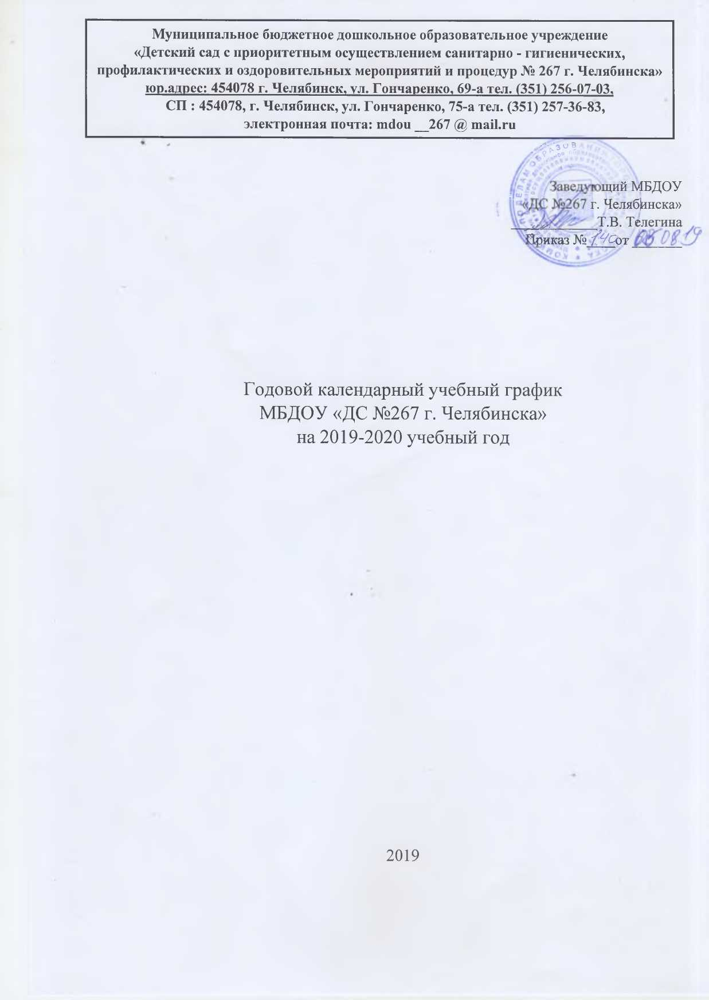 Муниципальное бюджетное дошкольное образовательное учреждение
«Детский сад с приоритетным осуществлением санитарно - гигиенических,
профилактических и оздоровительных мероприятий и процедур № 267 г. Челябинска»
юр.адрес: 454078 г. Челябинск, ул. Гончаренко, 69-а тел. (351) 256-07-03,
СП : 454078, г. Челябинск, ул. Гончаренко, 75-а тел. (351) 257-36-83,
электронная почта: mdou __267 @ mail.ru
Заведующий МБДОУ
«ДС №267 г. Челябинска»
Т.В. Телегина
Приказ № 140 от 08 19
Годовой календарный учебный график
МБДОУ «ДС №267 г. Челябинска»
на 2019-2020 учебный год
2019